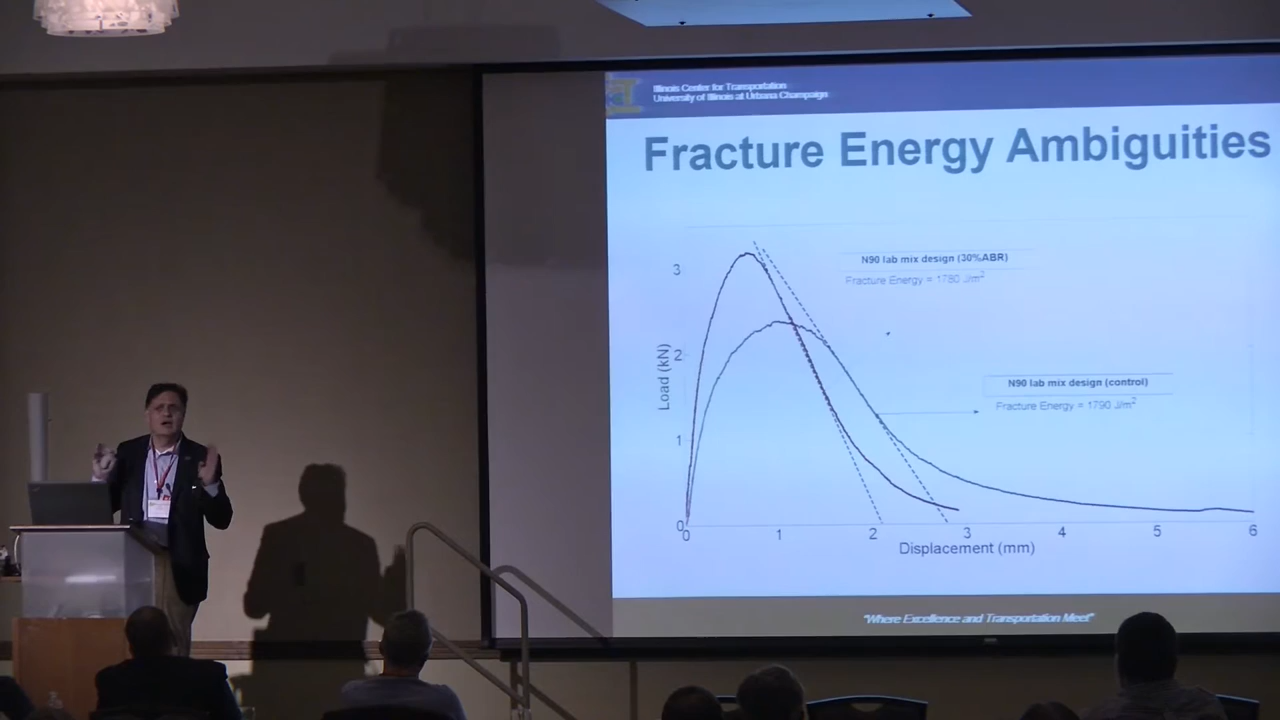 Illinois Center for Transportation
University of Illinois at Urbana Champaign
Fracture Energy Ambiguities
N90 lab mix design (30%ABR)
Fracture Energy = 1780 J/m²
N90 lab mix design (control)
Fracture Energy = 1790 J/m²
Load (kN)
3
2
1
0
0 1 2 3 4 5 6
Displacement (mm)
"Where Excellence and Transportation Meet"